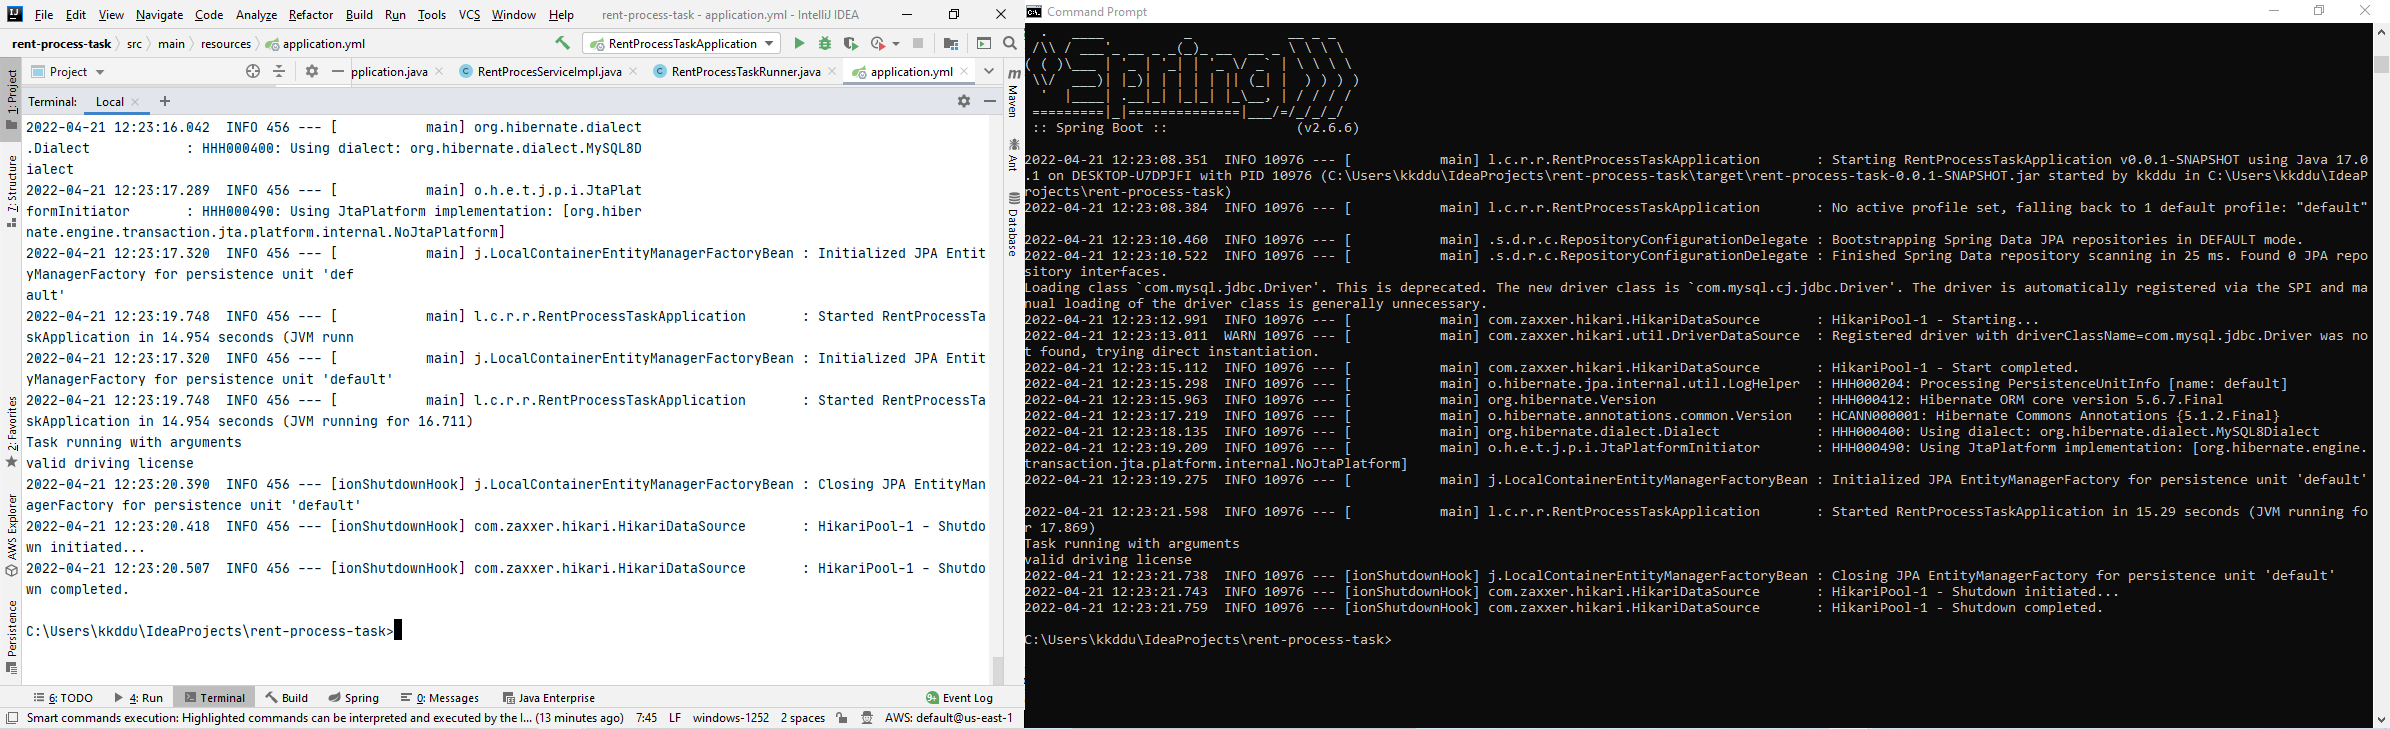 File Edit View Navigate Code Analyze Refactor Build Run Tools VCS Window Help rent-process-task - application.yml - IntelliJ IDEA
rent-process-task src main resources application.yml RentProcessTaskApplication
Project pplication.java RentProcesServiceImpl.java RentProcessTaskRunner.java application.yml
Terminal: Local
2022-04-21 12:23:16.042  INFO 456 --- [           main] org.hibernate.dialect
.Dialect            : HHH000400: Using dialect: org.hibernate.dialect.MySQL8D
ialect
2022-04-21 12:23:17.289  INFO 456 --- [           main] o.h.e.t.j.p.i.JtaPlat
formInitiator       : HHH000490: Using JtaPlatform implementation: [org.hiber
nate.engine.transaction.jta.platform.internal.NoJtaPlatform]
2022-04-21 12:23:17.320  INFO 456 --- [           main] j.LocalContainerEntityManagerFactoryBean : Initialized JPA Entit
yManagerFactory for persistence unit 'def
ault'
2022-04-21 12:23:19.748  INFO 456 --- [           main] l.c.r.r.RentProcessTaskApplication       : Started RentProcessTa
skApplication in 14.954 seconds (JVM runn
2022-04-21 12:23:17.320  INFO 456 --- [           main] j.LocalContainerEntityManagerFactoryBean : Initialized JPA Entit
yManagerFactory for persistence unit 'default'
2022-04-21 12:23:19.748  INFO 456 --- [           main] l.c.r.r.RentProcessTaskApplication       : Started RentProcessTa
skApplication in 14.954 seconds (JVM running for 16.711)
Task running with arguments
valid driving license
2022-04-21 12:23:20.390  INFO 456 --- [ionShutdownHook] j.LocalContainerEntityManagerFactoryBean : Closing JPA EntityMan
agerFactory for persistence unit 'default'
2022-04-21 12:23:20.418  INFO 456 --- [ionShutdownHook] com.zaxxer.hikari.HikariDataSource       : HikariPool-1 - Shutdo
wn initiated...
2022-04-21 12:23:20.507  INFO 456 --- [ionShutdownHook] com.zaxxer.hikari.HikariDataSource       : HikariPool-1 - Shutdo
wn completed.
C:\Users\kkddu\IdeaProjects\rent-process-task>
1: Project
7: Structure
2: Favorites
AWS Explorer
Persistence
Maven
Ant
Database
6: TODO 4: Run Terminal Build Spring 0: Messages Java Enterprise Event Log
Smart commands execution: Highlighted commands can be interpreted and executed by the I... (13 minutes ago) 7:45 LF windows-1252 2 spaces AWS: default@us-east-1
Command Prompt
:: Spring Boot ::                (v2.6.6)
2022-04-21 12:23:08.351  INFO 10976 --- [           main] l.c.r.r.RentProcessTaskApplication       : Starting RentProcessTaskApplication v0.0.1-SNAPSHOT using Java 17.0
.1 on DESKTOP-U7DPJFI with PID 10976 (C:\Users\kkddu\IdeaProjects\rent-process-task\target\rent-process-task-0.0.1-SNAPSHOT.jar started by kkddu in C:\Users\kkddu\IdeaP
rojects\rent-process-task)
2022-04-21 12:23:08.384  INFO 10976 --- [           main] l.c.r.r.RentProcessTaskApplication       : No active profile set, falling back to 1 default profile: "default"
2022-04-21 12:23:10.460  INFO 10976 --- [           main] .s.d.r.c.RepositoryConfigurationDelegate : Bootstrapping Spring Data JPA repositories in DEFAULT mode.
2022-04-21 12:23:10.522  INFO 10976 --- [           main] .s.d.r.c.RepositoryConfigurationDelegate : Finished Spring Data repository scanning in 25 ms. Found 0 JPA repo
sitory interfaces.
Loading class `com.mysql.jdbc.Driver'. This is deprecated. The new driver class is `com.mysql.cj.jdbc.Driver'. The driver is automatically registered via the SPI and ma
nual loading of the driver class is generally unnecessary.
2022-04-21 12:23:12.991  INFO 10976 --- [           main] com.zaxxer.hikari.HikariDataSource       : HikariPool-1 - Starting...
2022-04-21 12:23:13.011  WARN 10976 --- [           main] com.zaxxer.hikari.util.DriverDataSource  : Registered driver with driverClassName=com.mysql.jdbc.Driver was no
t found, trying direct instantiation.
2022-04-21 12:23:15.112  INFO 10976 --- [           main] com.zaxxer.hikari.HikariDataSource       : HikariPool-1 - Start completed.
2022-04-21 12:23:15.298  INFO 10976 --- [           main] o.hibernate.jpa.internal.util.LogHelper  : HHH000204: Processing PersistenceUnitInfo [name: default]
2022-04-21 12:23:15.963  INFO 10976 --- [           main] org.hibernate.Version                    : HHH000412: Hibernate ORM core version 5.6.7.Final
2022-04-21 12:23:17.219  INFO 10976 --- [           main] o.hibernate.annotations.common.Version   : HCANN000001: Hibernate Commons Annotations {5.1.2.Final}
2022-04-21 12:23:18.135  INFO 10976 --- [           main] org.hibernate.dialect.Dialect            : HHH000400: Using dialect: org.hibernate.dialect.MySQL8Dialect
2022-04-21 12:23:19.209  INFO 10976 --- [           main] o.h.e.t.j.p.i.JtaPlatformInitiator       : HHH000490: Using JtaPlatform implementation: [org.hibernate.engine.
transaction.jta.platform.internal.NoJtaPlatform]
2022-04-21 12:23:19.275  INFO 10976 --- [           main] j.LocalContainerEntityManagerFactoryBean : Initialized JPA EntityManagerFactory for persistence unit 'default'
2022-04-21 12:23:21.598  INFO 10976 --- [           main] l.c.r.r.RentProcessTaskApplication       : Started RentProcessTaskApplication in 15.29 seconds (JVM running fo
r 17.869)
Task running with arguments
valid driving license
2022-04-21 12:23:21.738  INFO 10976 --- [ionShutdownHook] j.LocalContainerEntityManagerFactoryBean : Closing JPA EntityManagerFactory for persistence unit 'default'
2022-04-21 12:23:21.743  INFO 10976 --- [ionShutdownHook] com.zaxxer.hikari.HikariDataSource       : HikariPool-1 - Shutdown initiated...
2022-04-21 12:23:21.759  INFO 10976 --- [ionShutdownHook] com.zaxxer.hikari.HikariDataSource       : HikariPool-1 - Shutdown completed.
C:\Users\kkddu\IdeaProjects\rent-process-task>